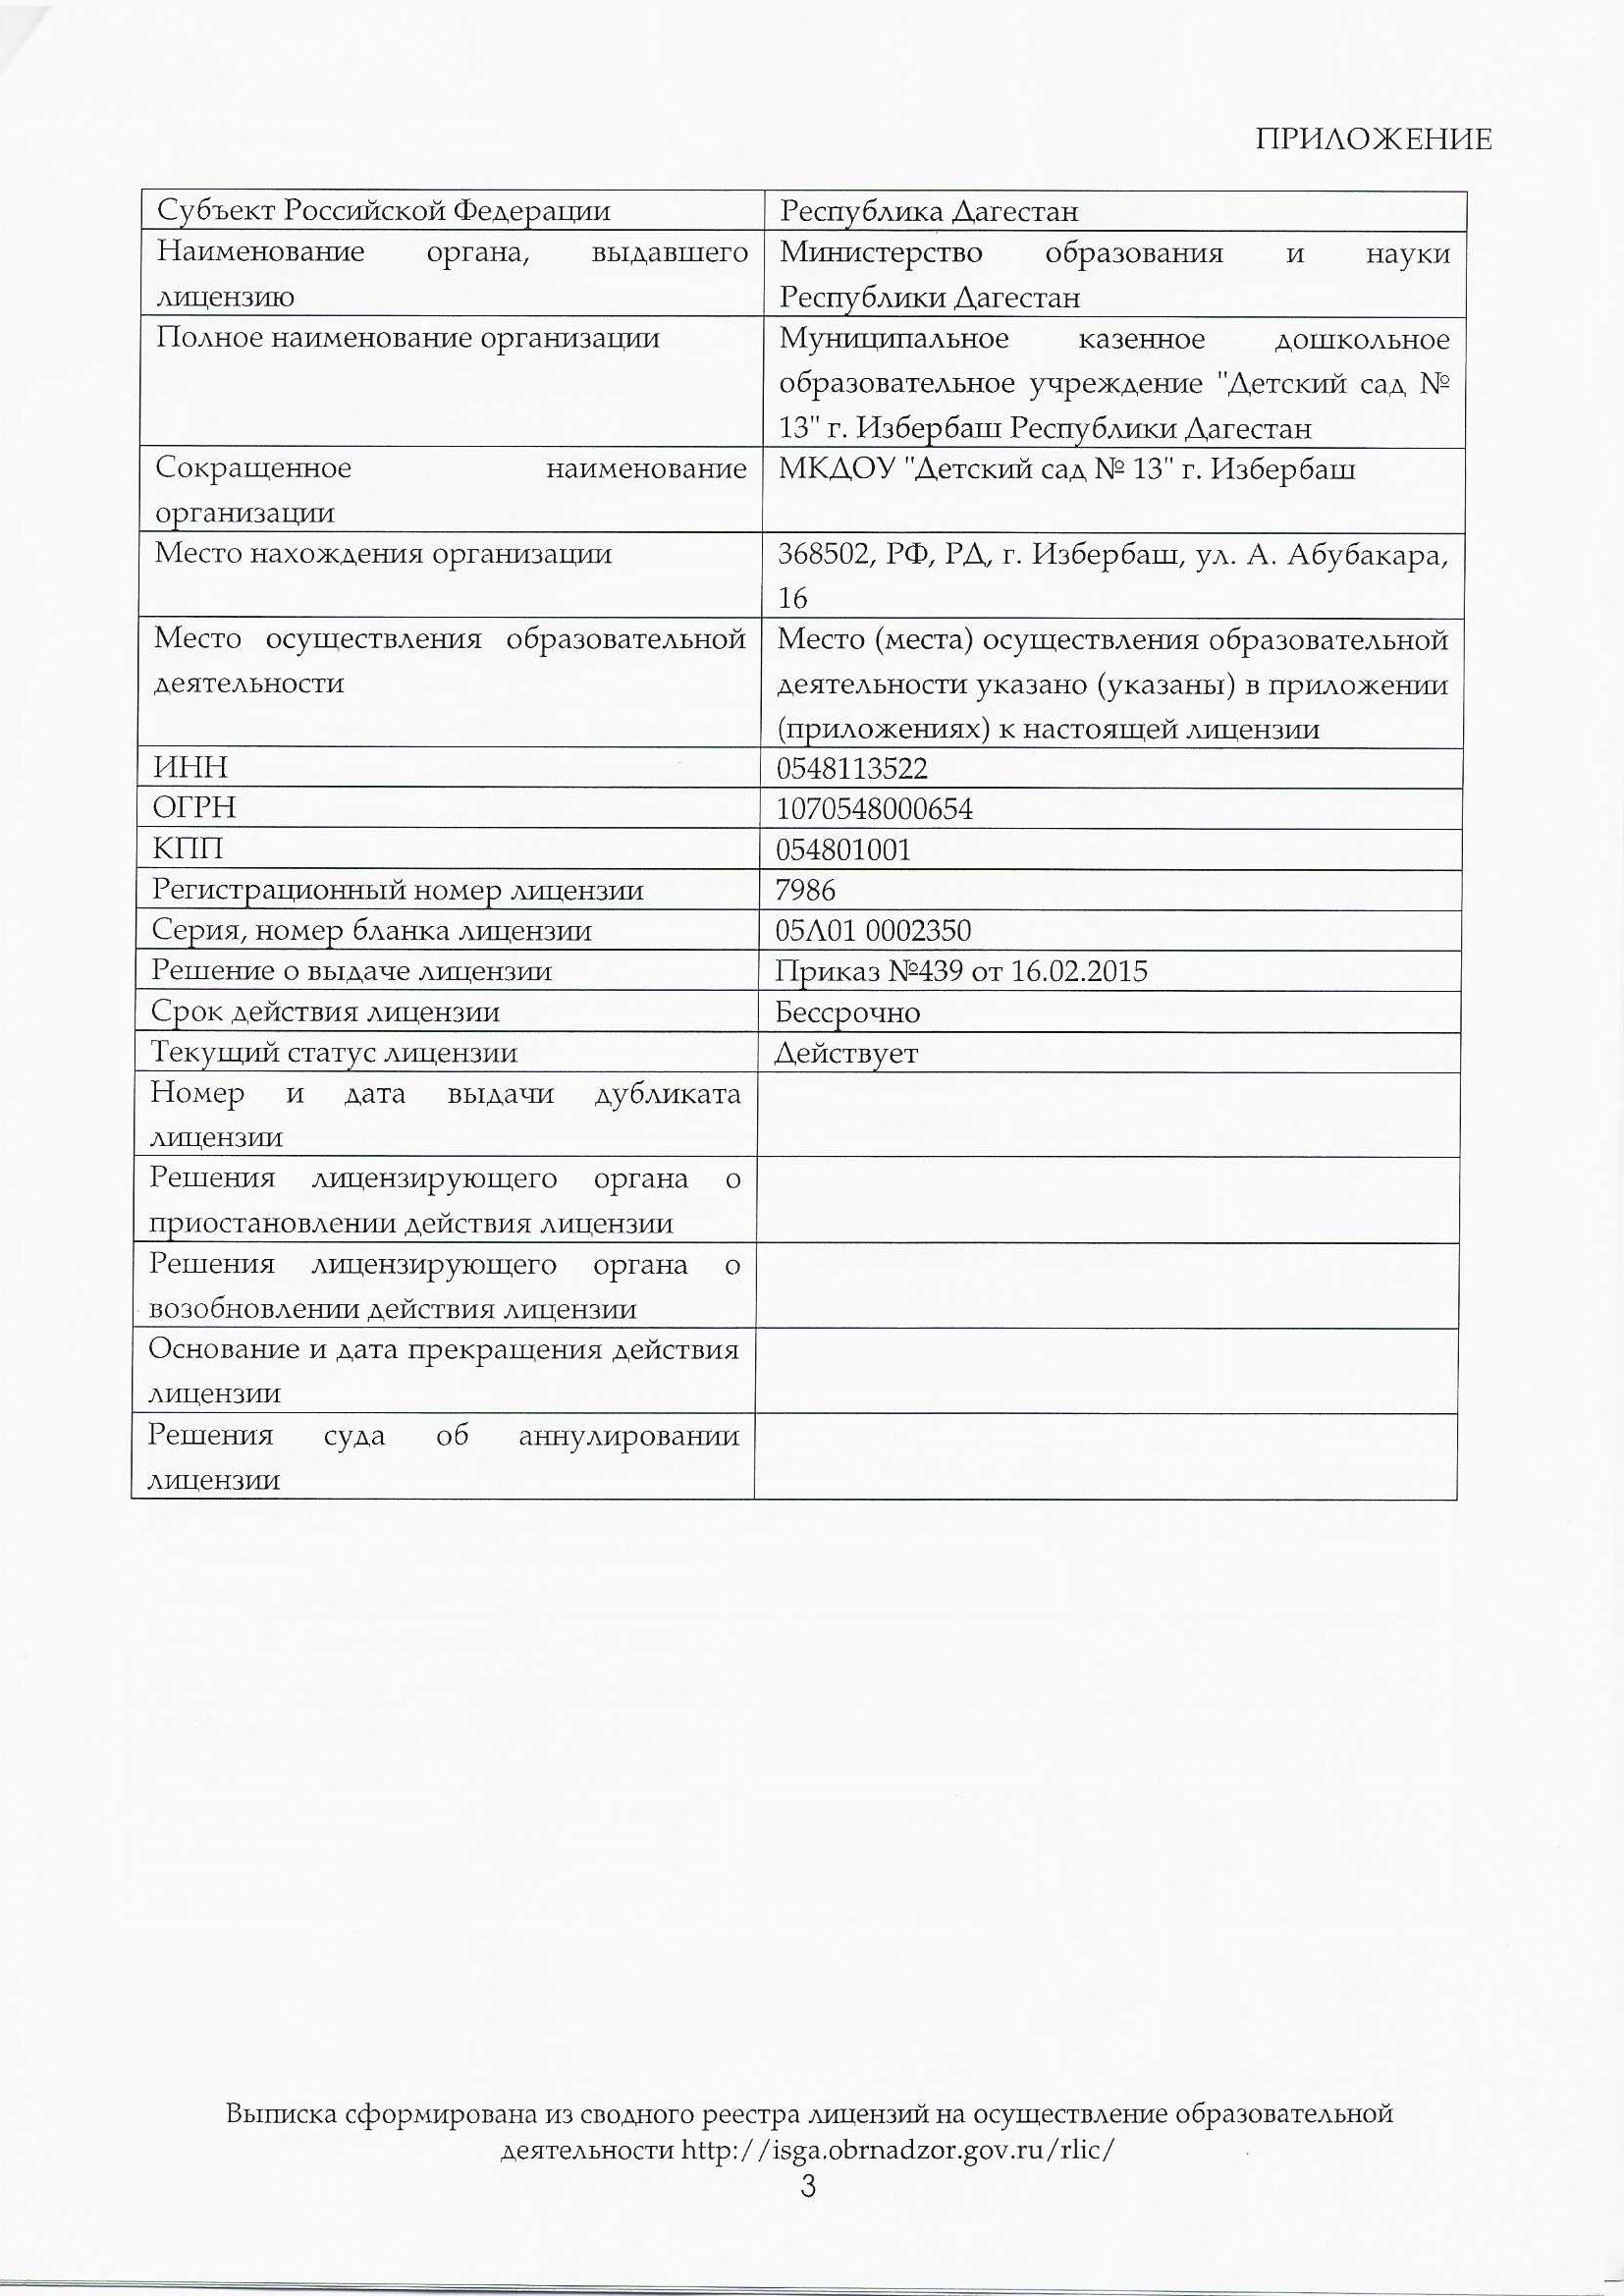 ПРИЛОЖЕНИЕ
Субъект Российской Федерации
Республика Дагестан
Наименование органа, выдавшего
лицензию
Министерство образования и науки
Республики Дагестан
Полное наименование организации
Муниципальное казенное дошкольное
образовательное учреждение "Детский сад №
13" г. Избербаш Республики Дагестан
Сокращенное наименование
организации
МКДОУ "Детский сад № 13" г. Избербаш
Место нахождения организации
368502, РФ, РД, г. Избербаш, ул. А. Абубакара,
16
Место осуществления образовательной
деятельности
Место (места) осуществления образовательной
деятельности указано (указаны) в приложении
(приложениях) к настоящей лицензии
ИНН
0548113522
ОГРН
1070548000654
КПП
054801001
Регистрационный номер лицензии
7986
Серия, номер бланка лицензии
05Л01 0002350
Решение о выдаче лицензии
Приказ №439 от 16.02.2015
Срок действия лицензии
Бессрочно
Текущий статус лицензии
Действует
Номер и дата выдачи дубликата
лицензии
Решения лицензирующего органа о
приостановлении действия лицензии
Решения лицензирующего органа о
возобновлении действия лицензии
Основание и дата прекращения действия
лицензии
Решения суда об аннулировании
лицензии
Выписка сформирована из сводного реестра лицензий на осуществление образовательной
деятельности http://isga.obrnadzor.gov.ru/rlic/
3